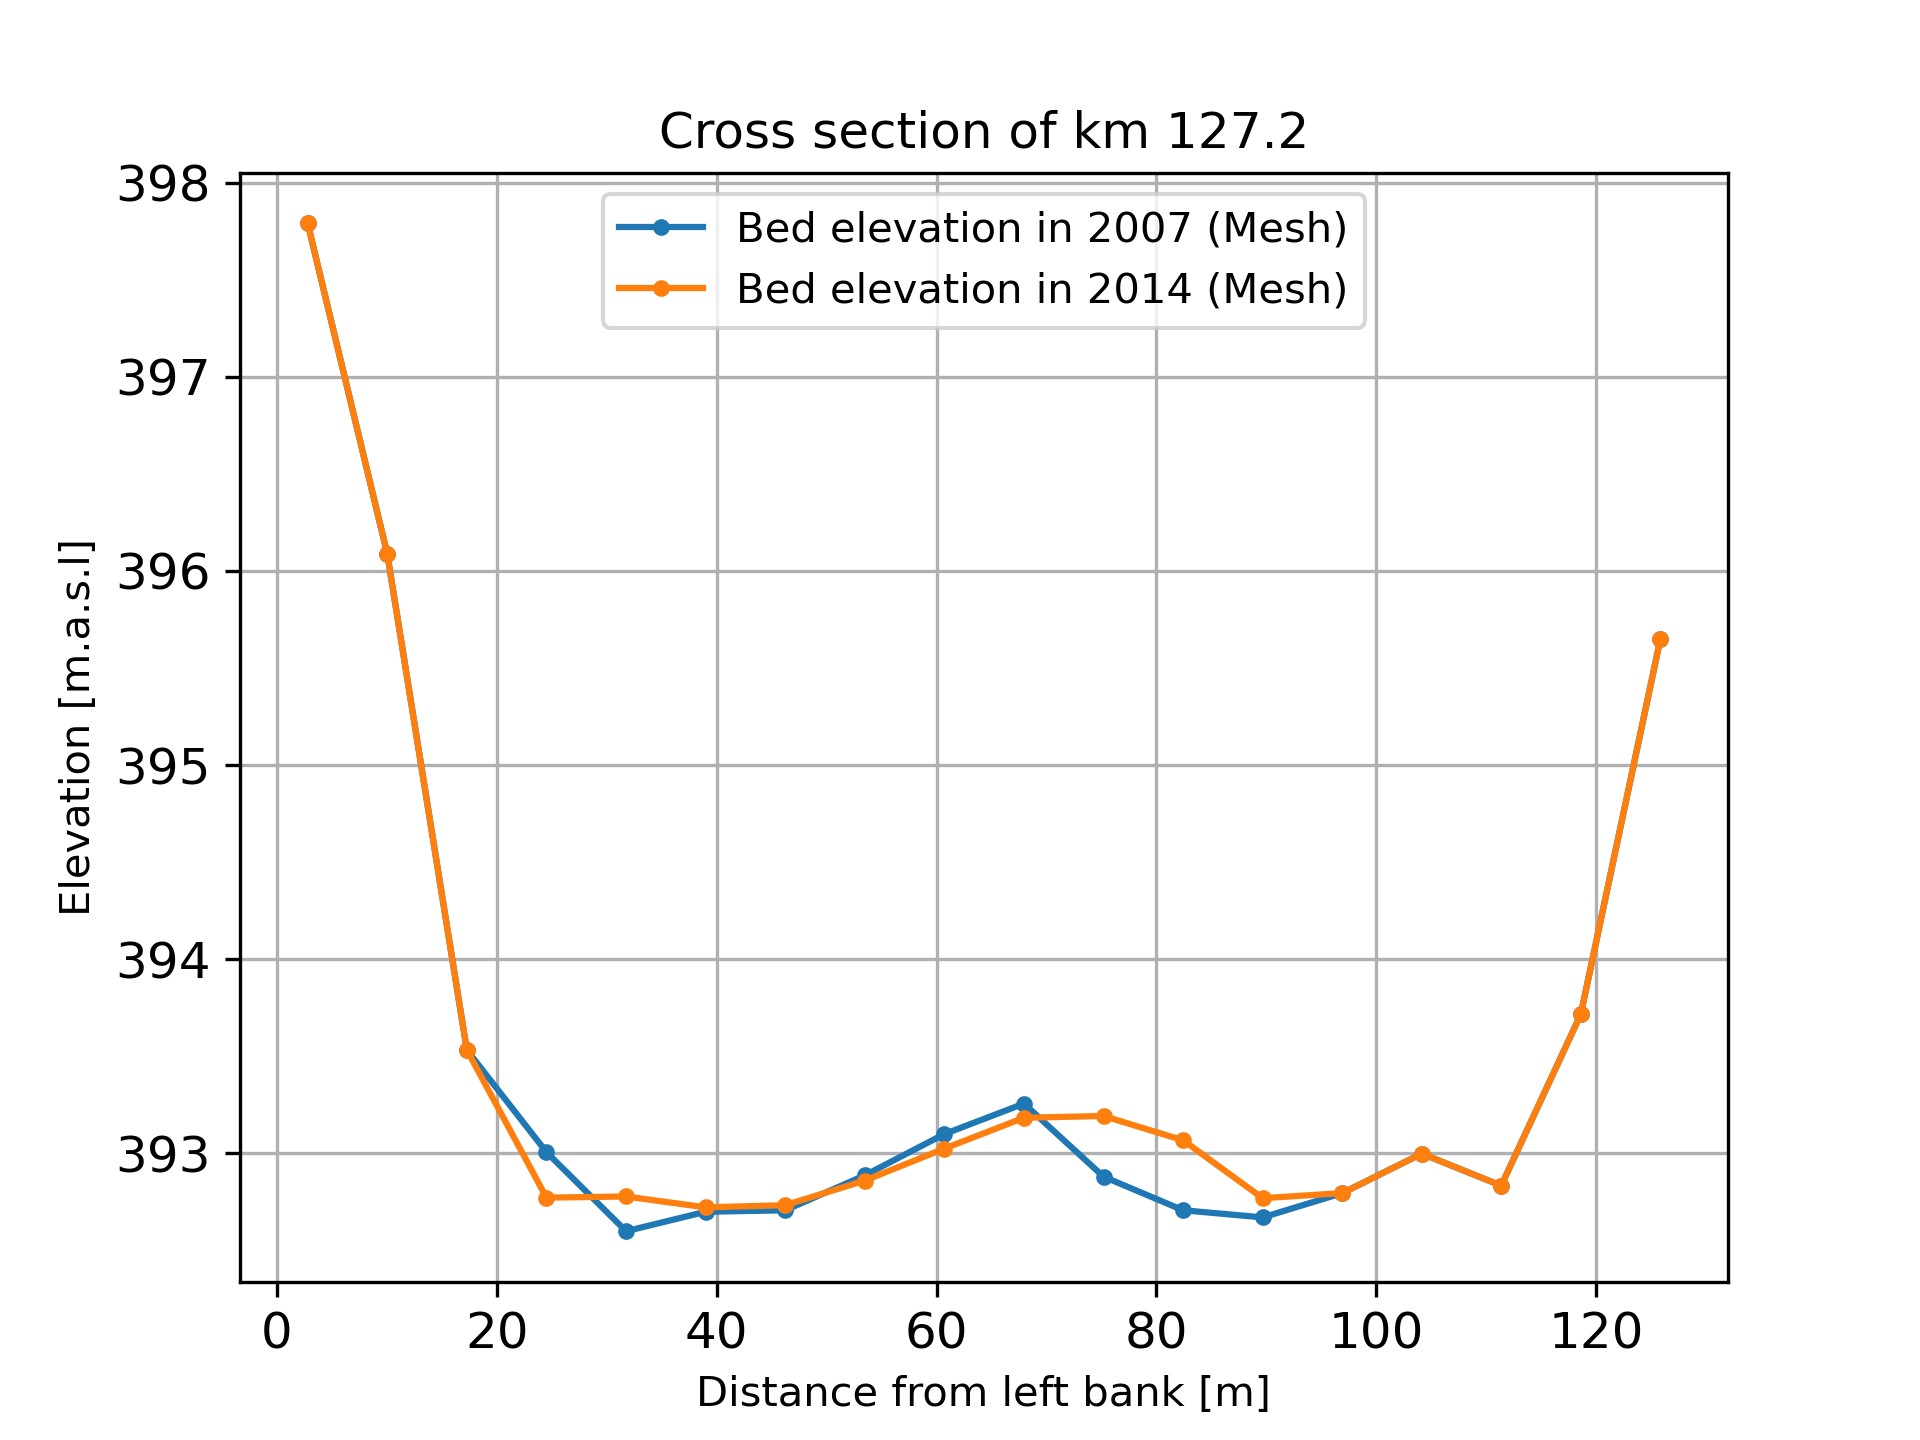 Cross section of km 127.2
Bed elevation in 2007 (Mesh)
Bed elevation in 2014 (Mesh)
Elevation [m.a.s.l]
398
397
396
395
394
393
0 20 40 60 80 100 120
Distance from left bank [m]